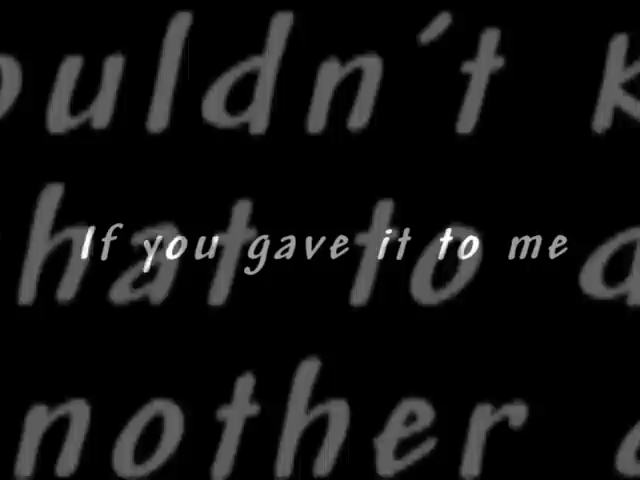 ouldn't k
hat to d
If you gave it to me
nother